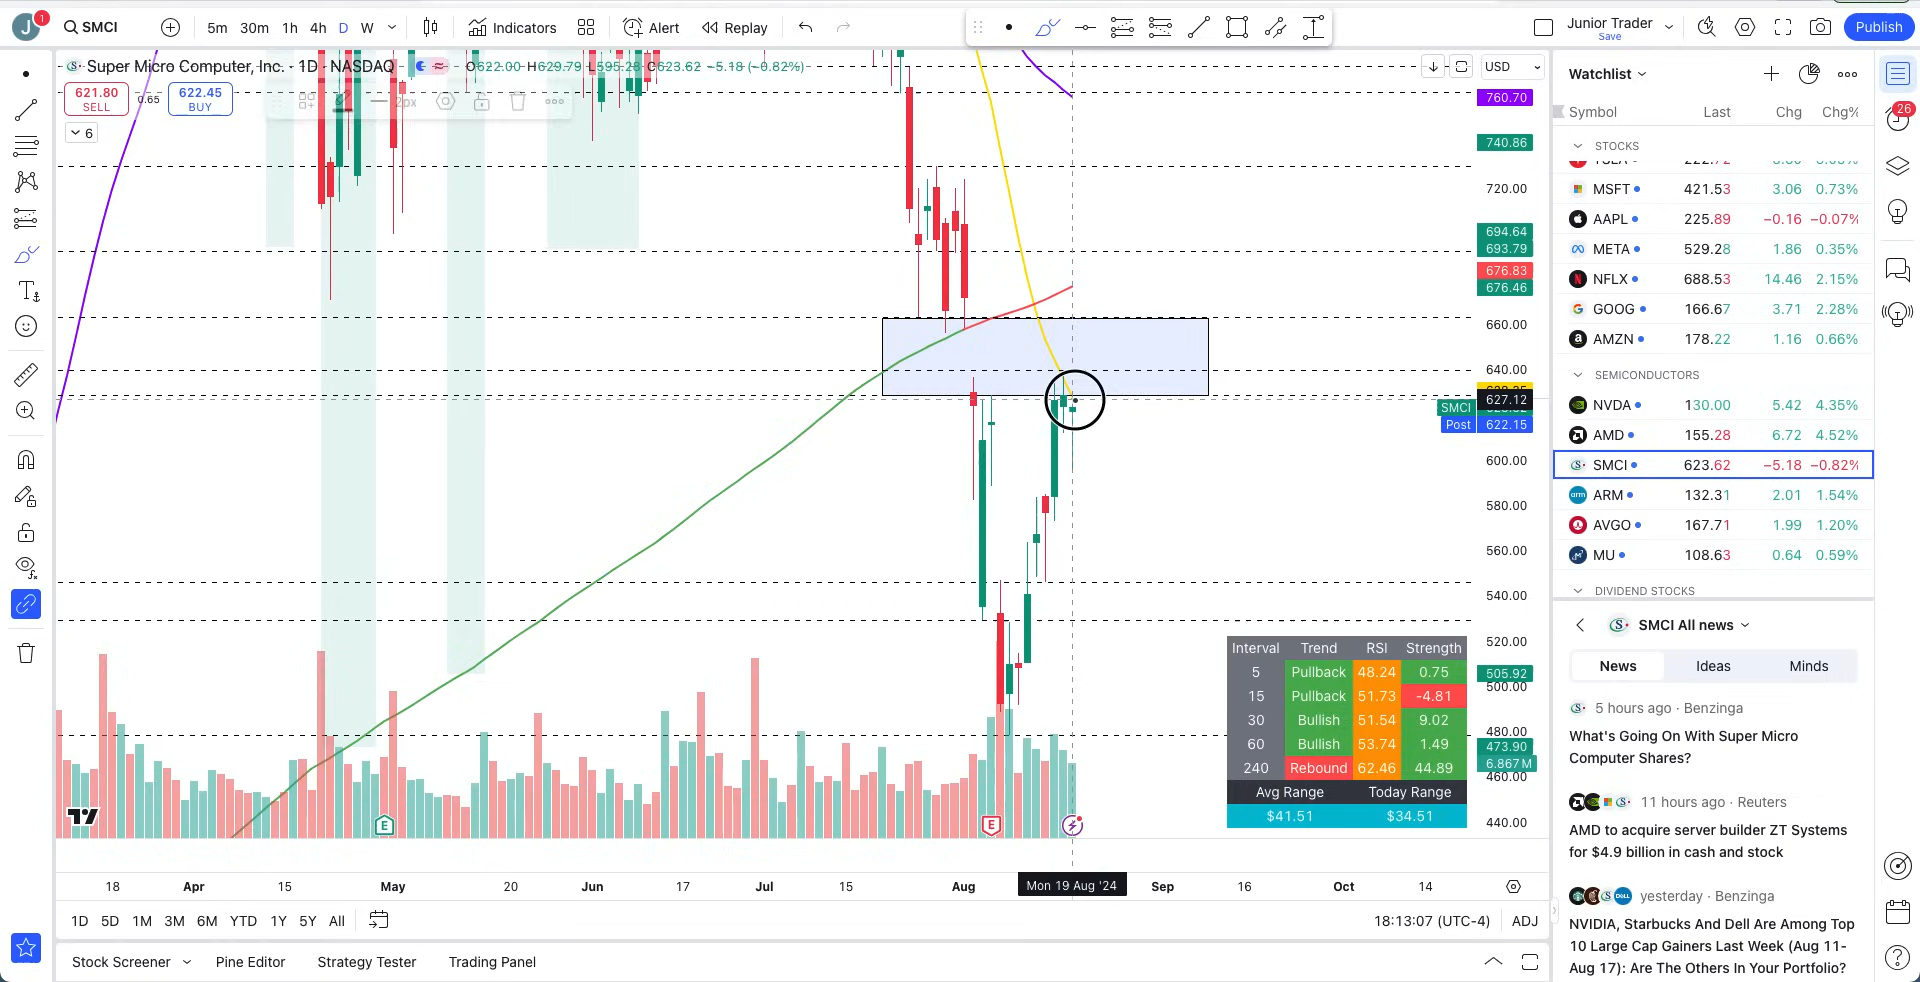 J
1
SMCI
5m 30m 1h 4h D W
Indicators
Alert
Replay
Junior Trader
Save
Publish
Super Micro Computer, Inc. · 1D · NASDAQ
O622.00 H629.79 L595.28 C623.62 −5.18 (−0.82%)
621.80
SELL
0.65
622.45
BUY
2px
6
USD
760.70
740.86
720.00
694.64
693.79
676.83
676.46
660.00
640.00
627.12
SMCI
Post 622.15
600.00
580.00
560.00
540.00
520.00
505.92
500.00
480.00
473.90
6.867M
460.00
440.00
Interval Trend RSI Strength
5 Pullback 48.24 0.75
15 Pullback 51.73 -4.81
30 Bullish 51.54 9.02
60 Bullish 53.74 1.49
240 Rebound 62.46 44.89
Avg Range Today Range
$41.51 $34.51
E
E
18 Apr 15 May 20 Jun 17 Jul 15 Aug Mon 19 Aug '24 Sep 16 Oct 14
1D 5D 1M 3M 6M YTD 1Y 5Y All
18:13:07 (UTC-4) ADJ
Stock Screener Pine Editor Strategy Tester Trading Panel
Watchlist
Symbol Last Chg Chg%
STOCKS
MSFT 421.53 3.06 0.73%
AAPL 225.89 −0.16 −0.07%
META 529.28 1.86 0.35%
NFLX 688.53 14.46 2.15%
GOOG 166.67 3.71 2.28%
AMZN 178.22 1.16 0.66%
SEMICONDUCTORS
NVDA 130.00 5.42 4.35%
AMD 155.28 6.72 4.52%
SMCI 623.62 −5.18 −0.82%
ARM 132.31 2.01 1.54%
AVGO 167.71 1.99 1.20%
MU 108.63 0.64 0.59%
DIVIDEND STOCKS
SMCI All news
News Ideas Minds
5 hours ago · Benzinga
What's Going On With Super Micro
Computer Shares?
11 hours ago · Reuters
AMD to acquire server builder ZT Systems
for $4.9 billion in cash and stock
yesterday · Benzinga
NVIDIA, Starbucks And Dell Are Among Top
10 Large Cap Gainers Last Week (Aug 11-
Aug 17): Are The Others In Your Portfolio?
26